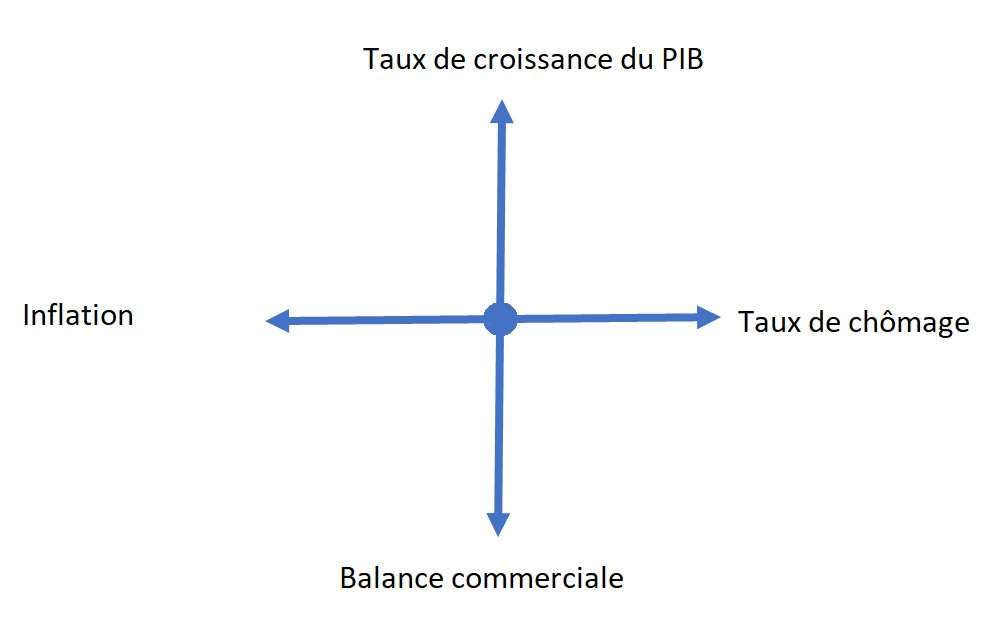 Taux de croissance du PIB
Inflation
Taux de chômage
Balance commerciale